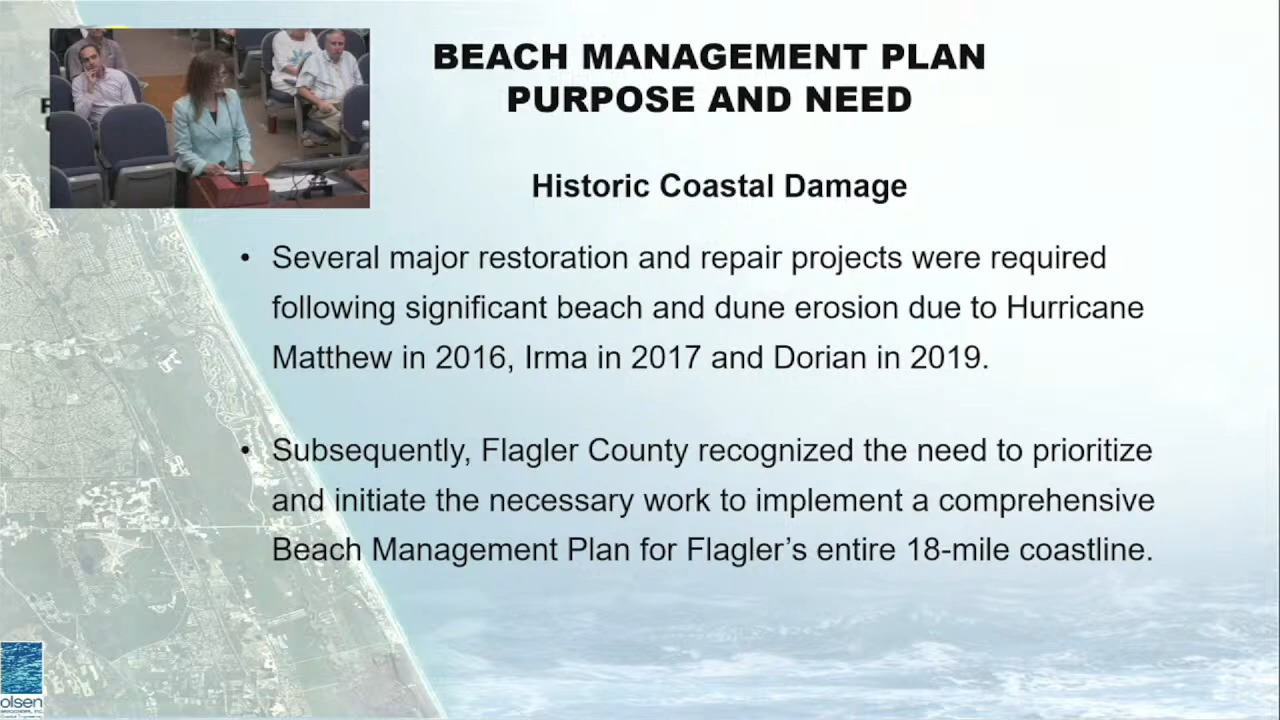 BEACH MANAGEMENT PLAN
PURPOSE AND NEED
Historic Coastal Damage
• Several major restoration and repair projects were required
following significant beach and dune erosion due to Hurricane
Matthew in 2016, Irma in 2017 and Dorian in 2019.
• Subsequently, Flagler County recognized the need to prioritize
and initiate the necessary work to implement a comprehensive
Beach Management Plan for Flagler's entire 18-mile coastline.
olsen